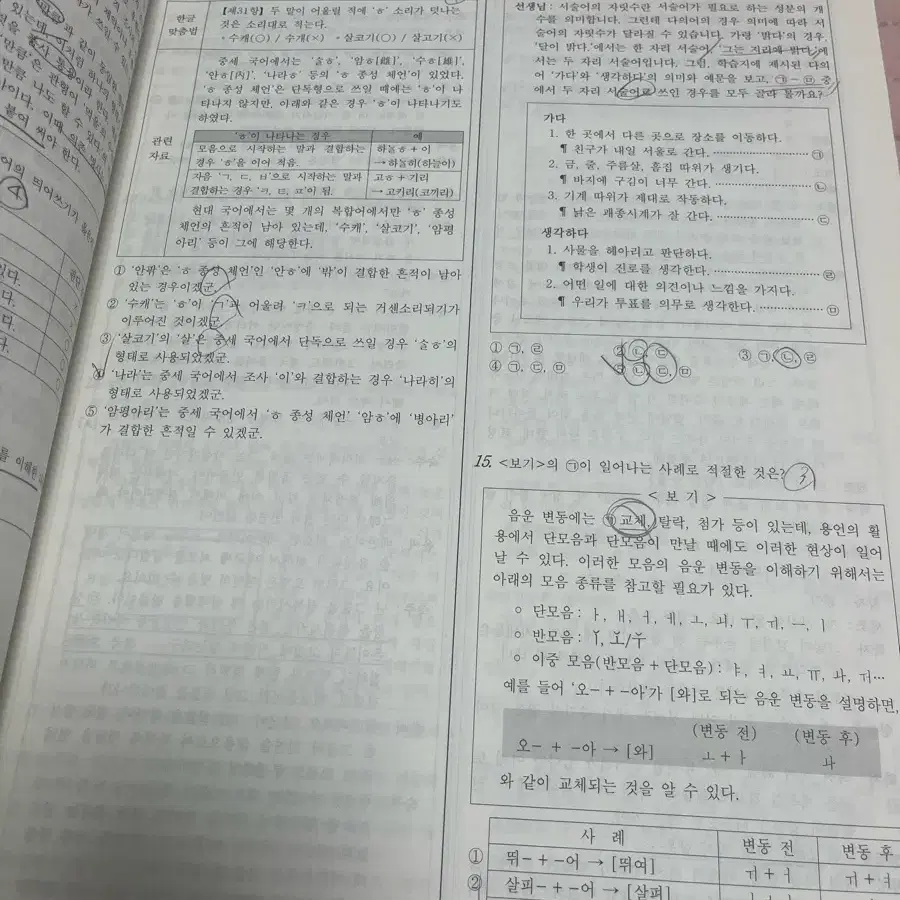 한글
맞춤법
【제31항】 두 말이 어울릴 적에 'ㅎ' 소리가 덧나는
것은 소리대로 적는다.
· 수캐(○) / 수개(×)  · 살코기(○) / 살고기(×)
관련
자료
중세 국어에서는 '술ㅎ', '암ㅎ[雌]', '수ㅎ[雄]',
'안ㅎ[內]', '나라ㅎ' 등의 'ㅎ 종성 체언'이 있었다.
'ㅎ 종성 체언'은 단독형으로 쓰일 때에는 'ㅎ'이 나
타나지 않지만, 아래와 같은 경우 'ㅎ'이 나타나기도
하였다.
'ㅎ'이 나타나는 경우 예
모음으로 시작하는 말과 결합하는 하늘ㅎ + 이
경우 'ㅎ'을 이어 적음. → 하늘히(하늘이)
자음 'ㄱ, ㄷ, ㅂ'으로 시작하는 말과 고ㅎ + 기리
결합하는 경우 'ㅋ, ㅌ, ㅍ'이 됨. → 고키리(코끼리)
현대 국어에서는 몇 개의 복합어에서만 'ㅎ' 종성
체언의 흔적이 남아 있는데, '수캐', '살코기', '암평
아리' 등이 그에 해당한다.
① '안팎'은 'ㅎ 종성 체언'인 '안ㅎ'에 '밖'이 결합한 흔적이 남아
있는 경우이겠군.
② '수캐'는 'ㅎ'이 'ㄱ'과 어울려 'ㅋ'으로 되는 거센소리되기가
이루어진 것이겠군.
③ '살코기'의 '살'은 중세 국어에서 단독으로 쓰일 경우 '술ㅎ'의
형태로 사용되었겠군.
④ '나라'는 중세 국어에서 조사 '이'와 결합하는 경우 '나라히'의
형태로 사용되었겠군.
⑤ '암평아리'는 중세 국어에서 'ㅎ 종성 체언' '암ㅎ'에 '병아리'
가 결합한 흔적일 수 있겠군.
선생님 : 서술어의 자릿수란 서술어가 필요로 하는 성분의 개
수를 의미합니다. 그런데 다의어의 경우 의미에 따라 서
술어의 자릿수가 달라질 수 있습니다. 가령 '밝다'의 경우,
'달이 밝다.'에서는 한 자리 서술어, '그는 지리에 밝다.'에
서는 두 자리 서술어입니다. 그럼, 학습지에 제시된 다의
어 '가다'와 '생각하다'의 의미와 예문을 보고, ㉠~㉤ 중
에서 두 자리 서술어로 쓰인 경우를 모두 골라 볼까요?
가다
1. 한 곳에서 다른 곳으로 장소를 이동하다.
¶ 친구가 내일 서울로 간다. ㉠
2. 금, 줄, 주름살, 흠집 따위가 생기다.
¶ 바지에 구김이 너무 간다. ㉡
3. 기계 따위가 제대로 작동하다.
¶ 낡은 괘종시계가 잘 간다. ㉢
생각하다
1. 사물을 헤아리고 판단하다.
¶ 학생이 진로를 생각한다. ㉣
2. 어떤 일에 대한 의견이나 느낌을 가지다.
¶ 우리가 투표를 의무로 생각한다. ㉤
① ㉠, ㉣ ② ㉡, ㉢ ③ ㉠, ㉡, ㉣
④ ㉠, ㉢, ㉤ ⑤ ㉡, ㉢, ㉤
15. <보기>의 ㉠이 일어나는 사례로 적절한 것은? 3
< 보 기 >
음운 변동에는 ㉠교체, 탈락, 첨가 등이 있는데, 용언의 활
용에서 단모음과 단모음이 만날 때에도 이러한 현상이 일어
날 수 있다. 이러한 모음의 음운 변동을 이해하기 위해서는
아래의 모음 종류를 참고할 필요가 있다.
○ 단모음 : ㅏ, ㅐ, ㅓ, ㅔ, ㅗ, ㅚ, ㅜ, ㅟ, ㅡ, ㅣ
○ 반모음 :
○ 이중 모음(반모음 + 단모음) : ㅑ, ㅕ, ㅛ, ㅠ, ㅘ, ㅝ…
예를 들어 '오- + -아'가 [와]로 되는 음운 변동을 설명하면,
(변동 전) (변동 후)
오- + -아 → [와] ㅗ + ㅏ ㅘ
와 같이 교체되는 것을 알 수 있다.
사 례 변동 전 변동 후
① 뛰- + -어 → [뛰여] ㅟ + ㅓ ㅟ + ㅕ
② 살피- + -어 → [살펴]